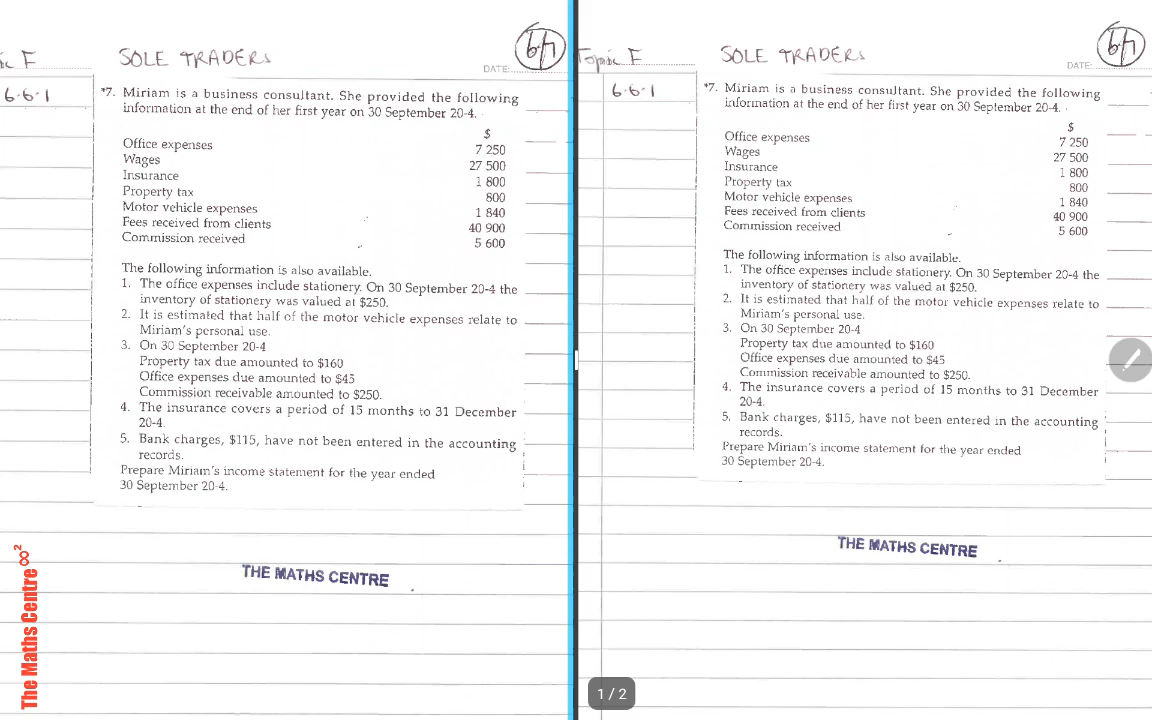 ic F
SOLE TRADERS
6.6.1
DATE:
*7. Miriam is a business consultant. She provided the following
information at the end of her first year on 30 September 20-4.
$
Office expenses 7 250
Wages 27 500
Insurance 1 800
Property tax 800
Motor vehicle expenses 1 840
Fees received from clients 40 900
Commission received 5 600
The following information is also available.
1. The office expenses include stationery. On 30 September 20-4 the
inventory of stationery was valued at $250.
2. It is estimated that half of the motor vehicle expenses relate to
Miriam's personal use.
3. On 30 September 20-4
Property tax due amounted to $160
Office expenses due amounted to $45
Commission receivable amounted to $250.
4. The insurance covers a period of 15 months to 31 December
20-4.
5. Bank charges, $115, have not been entered in the accounting
records.
Prepare Miriam's income statement for the year ended
30 September 20-4.
THE MATHS CENTRE
The Maths Centre ∞²
Topic F
SOLE TRADERS
DATE:
6.6.1
*7. Miriam is a business consultant. She provided the following
information at the end of her first year on 30 September 20-4.
$
Office expenses 7 250
Wages 27 500
Insurance 1 800
Property tax 800
Motor vehicle expenses 1 840
Fees received from clients 40 900
Commission received 5 600
The following information is also available.
1. The office expenses include stationery. On 30 September 20-4 the
inventory of stationery was valued at $250.
2. It is estimated that half of the motor vehicle expenses relate to
Miriam's personal use.
3. On 30 September 20-4
Property tax due amounted to $160
Office expenses due amounted to $45
Commission receivable amounted to $250.
4. The insurance covers a period of 15 months to 31 December
20-4.
5. Bank charges, $115, have not been entered in the accounting
records.
Prepare Miriam's income statement for the year ended
30 September 20-4.
THE MATHS CENTRE
1 / 2